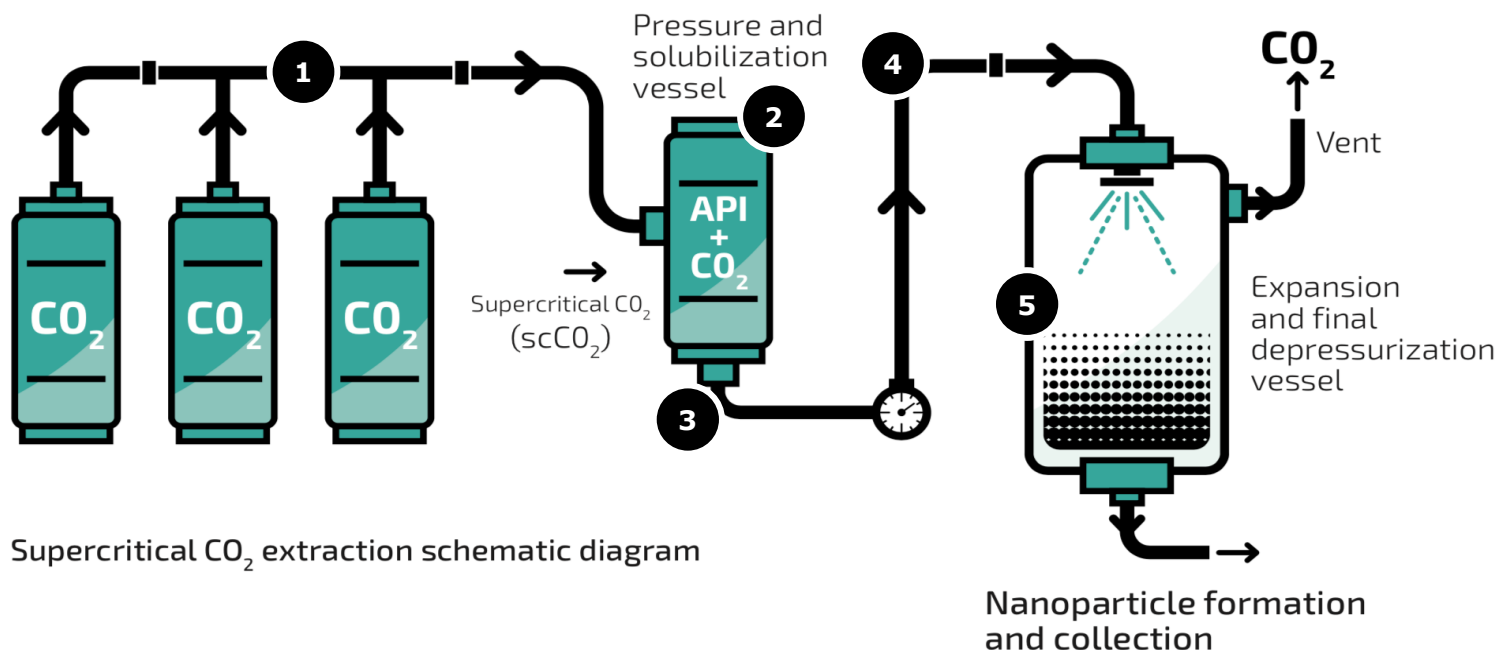 1
Pressure and
solubilization
vessel
2
4
CO₂
Vent
API
+
CO₂
CO₂
CO₂
CO₂
Supercritical CO₂
(scCO₂)
3
5
Expansion
and final
depressurization
vessel
Supercritical CO₂ extraction schematic diagram
Nanoparticle formation
and collection